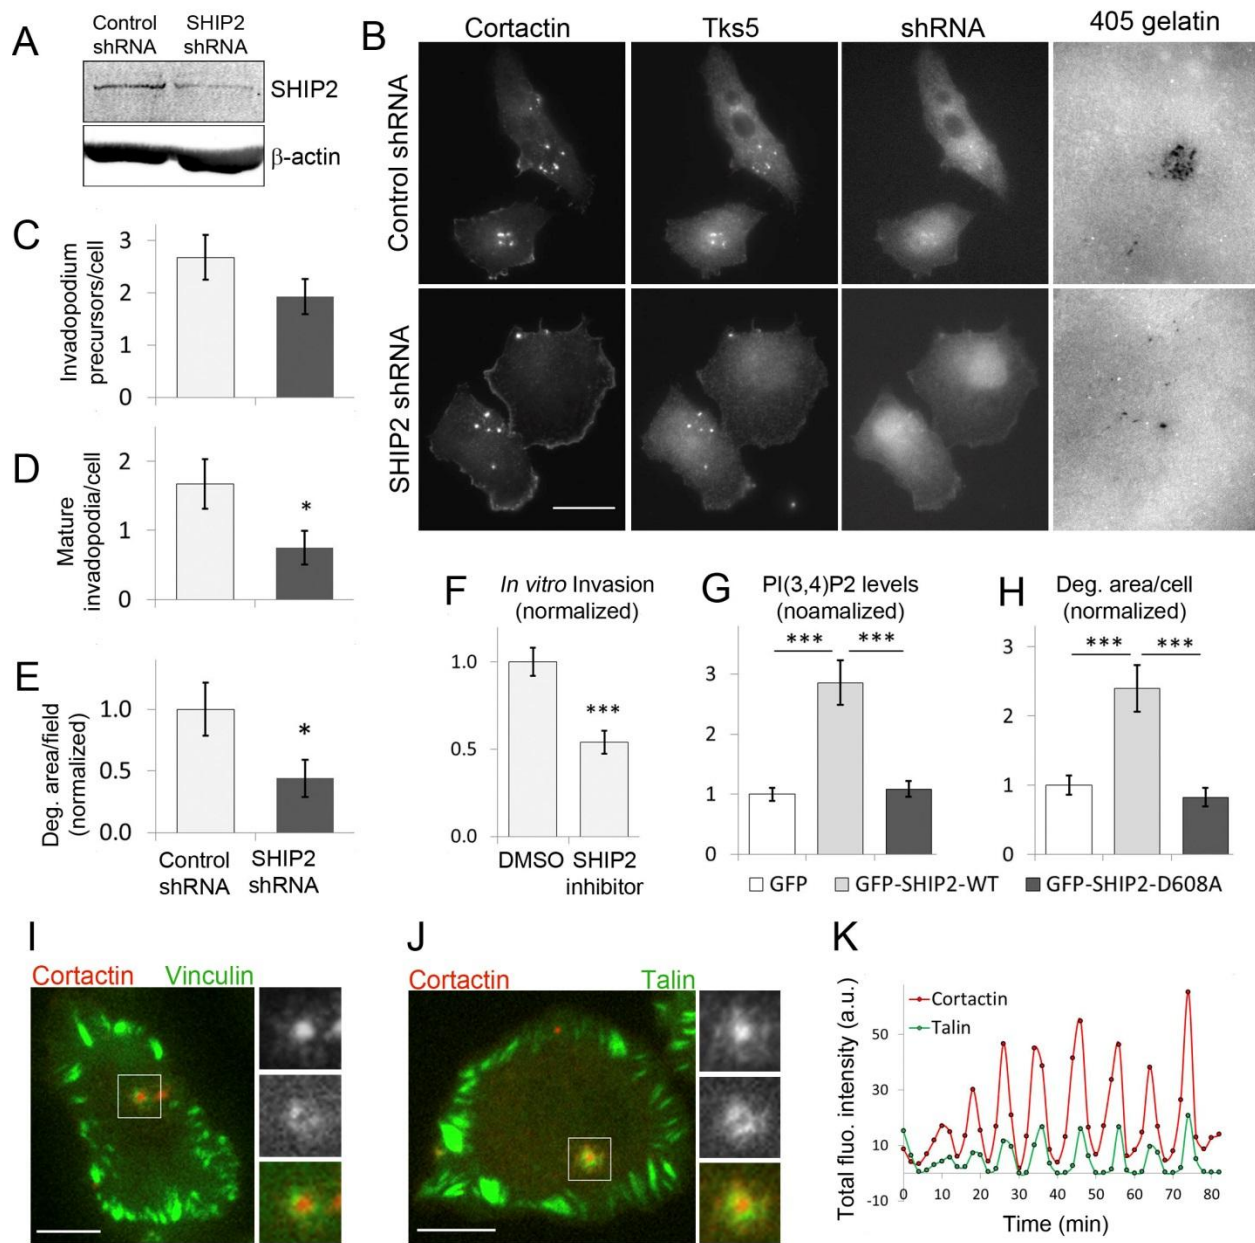 A
Control
shRNA
SHIP2
shRNA
SHIP2
β-actin
B
Cortactin
Tks5
shRNA
405 gelatin
Control shRNA
SHIP2 shRNA
C
Invadopodium
precursors/cell
3
2
1
0
D
Mature
invadopodia/cell
2
1
0
*
E
Deg. area/field
(normalized)
1.0
0.5
0.0
*
Control
shRNA
SHIP2
shRNA
F
In vitro Invasion
(normalized)
1.0
0.5
0.0
***
DMSO
SHIP2
inhibitor
G
PI(3,4)P2 levels
(noamalized)
*** ***
3
2
1
0
H
Deg. area/cell
(normalized)
*** ***
3
2
1
0
GFP GFP-SHIP2-WT GFP-SHIP2-D608A
I
Cortactin Vinculin
J
Cortactin Talin
K
Total fluo. intensity (a.u.)
Cortactin
Talin
50
30
10
-10
0 10 20 30 40 50 60 70 80
Time (min)